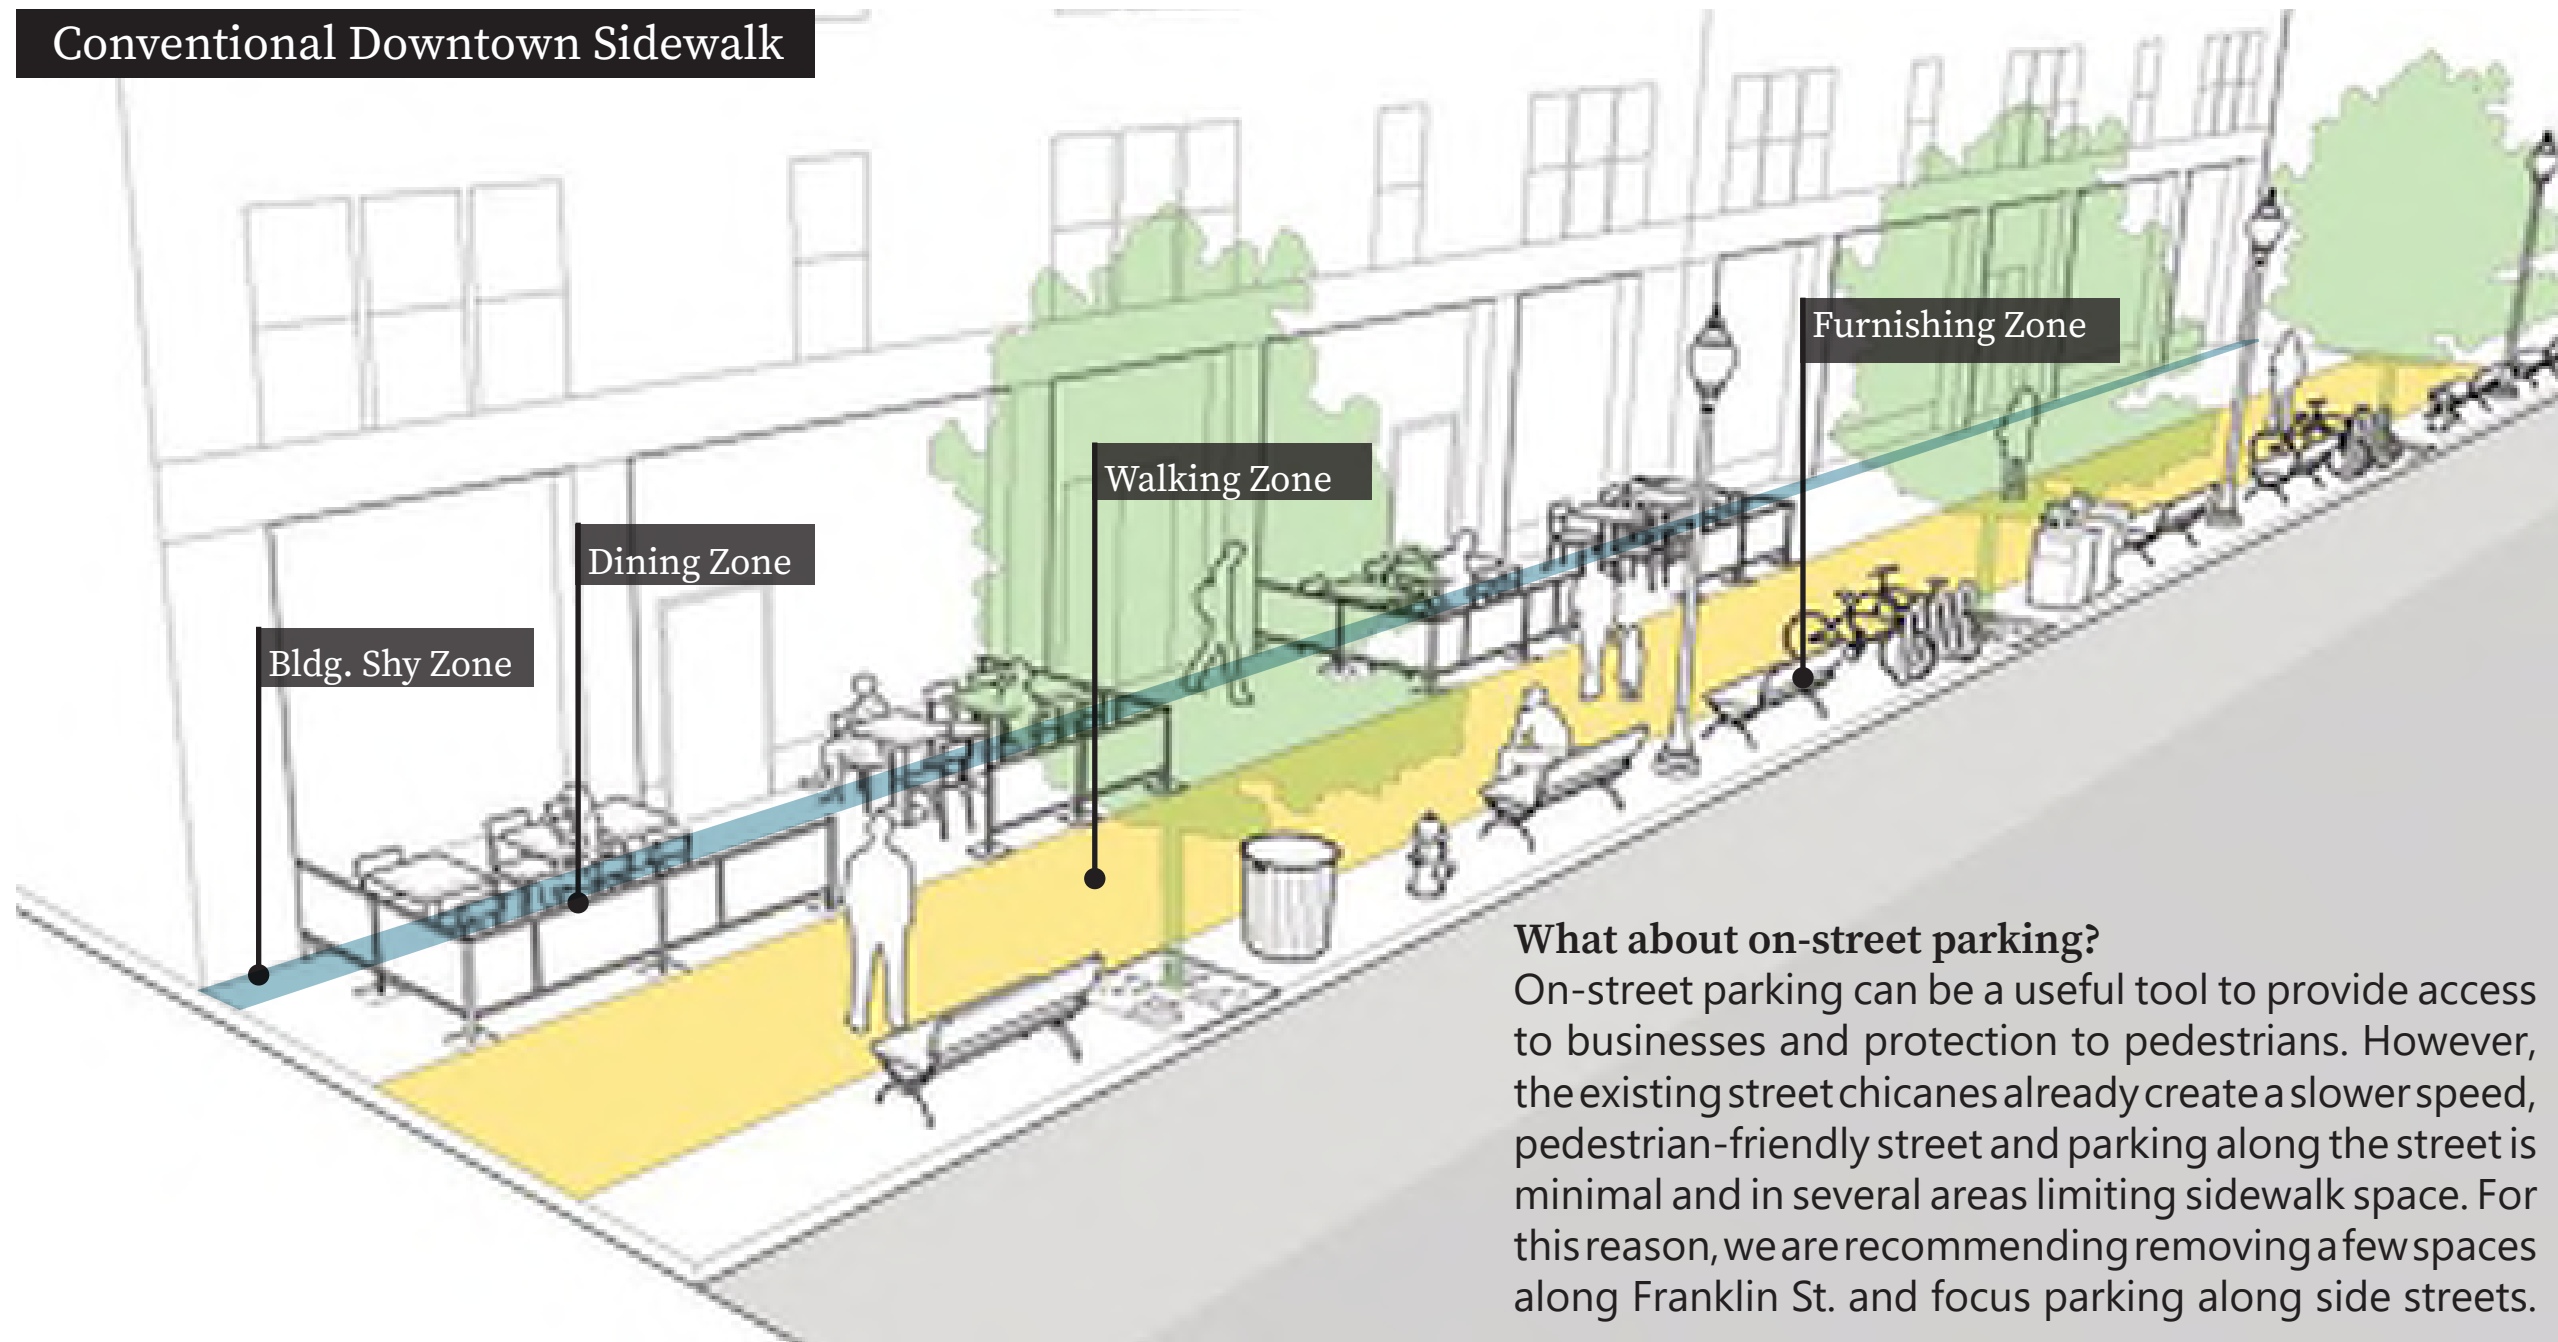 Conventional Downtown Sidewalk
Furnishing Zone
Walking Zone
Dining Zone
Bldg. Shy Zone
What about on-street parking?
On-street parking can be a useful tool to provide access
to businesses and protection to pedestrians. However,
the existing street chicanes already create a slower speed,
pedestrian-friendly street and parking along the street is
minimal and in several areas limiting sidewalk space. For
this reason, we are recommending removing a few spaces
along Franklin St. and focus parking along side streets.